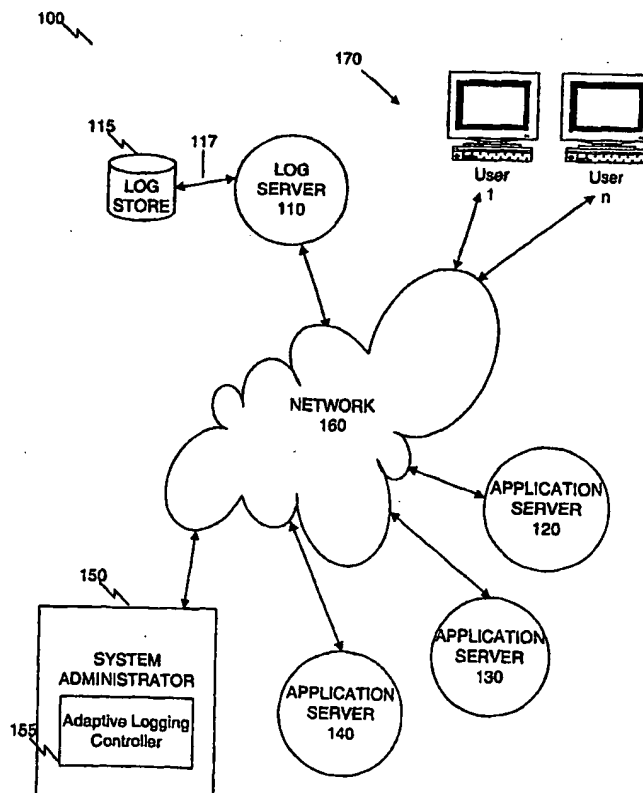 100
170
115
117
LOG
STORE
LOG
SERVER
110
User
1
User
n
NETWORK
160
APPLICATION
SERVER
120
APPLICATION
SERVER
130
APPLICATION
SERVER
140
150
SYSTEM
ADMINISTRATOR
155
Adaptive Logging
Controller